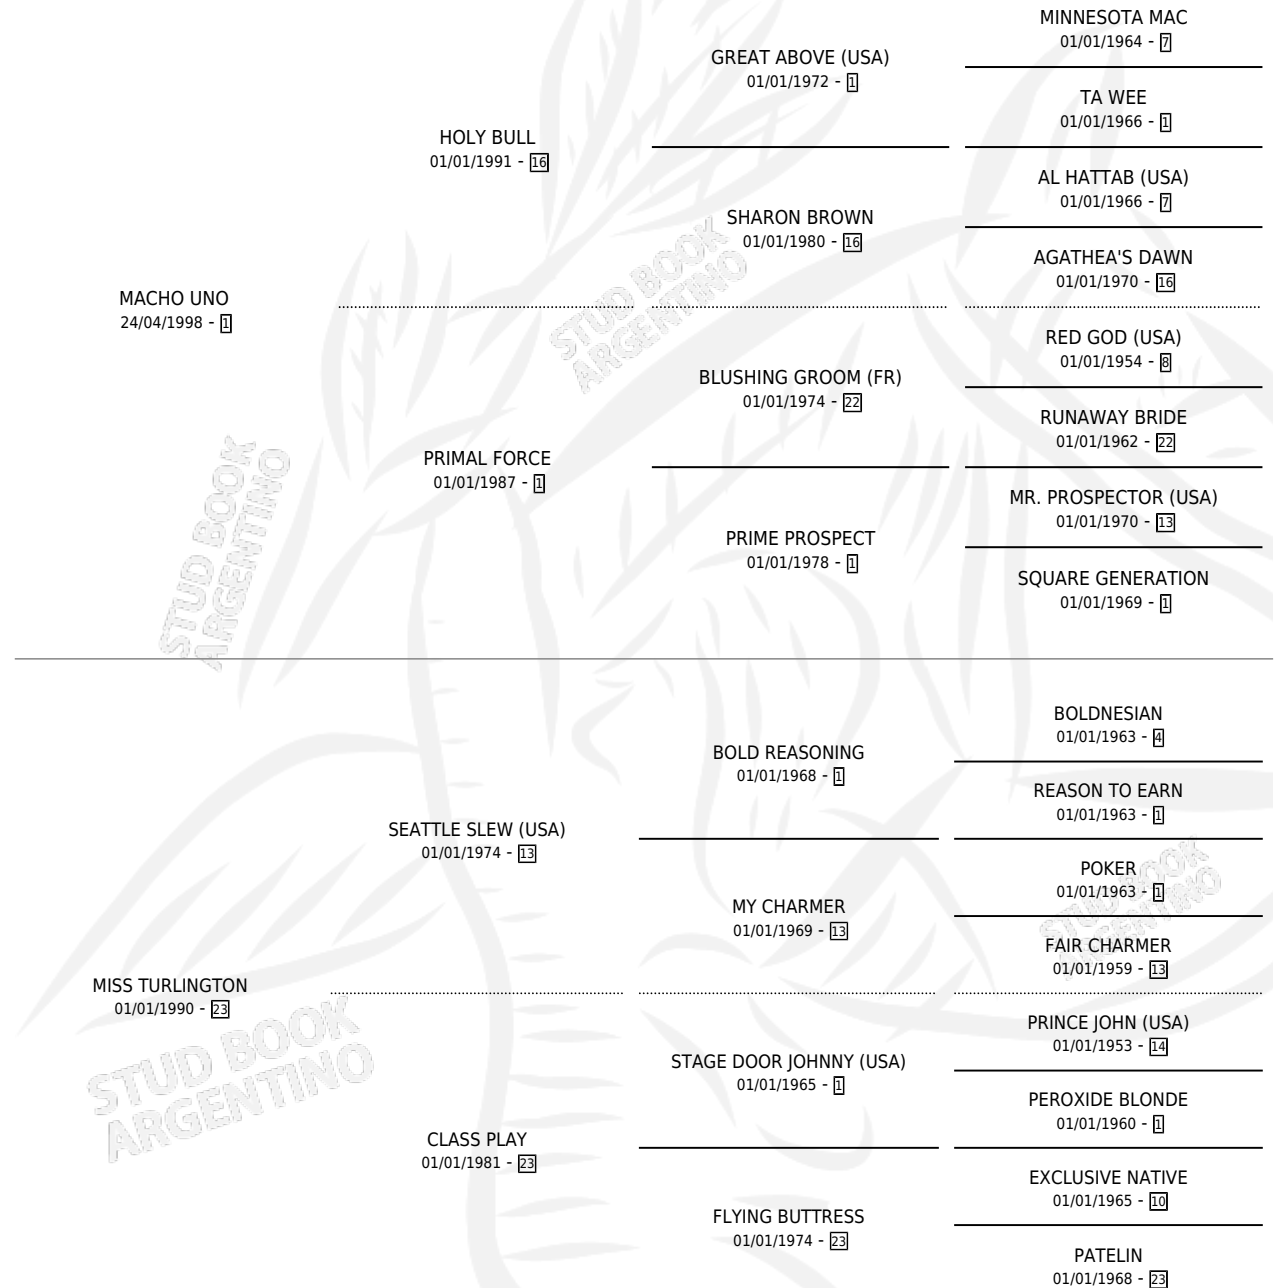 MINNESOTA MAC
01/01/1964 - 7
GREAT ABOVE (USA)
01/01/1972 - 1
TA WEE
01/01/1966 - 1
HOLY BULL
01/01/1991 - 16
AL HATTAB (USA)
01/01/1966 - 7
SHARON BROWN
01/01/1980 - 16
AGATHEA'S DAWN
01/01/1970 - 16
MACHO UNO
24/04/1998 - 1
RED GOD (USA)
01/01/1954 - 8
BLUSHING GROOM (FR)
01/01/1974 - 22
RUNAWAY BRIDE
01/01/1962 - 22
PRIMAL FORCE
01/01/1987 - 1
MR. PROSPECTOR (USA)
01/01/1970 - 13
PRIME PROSPECT
01/01/1978 - 1
SQUARE GENERATION
01/01/1969 - 1
BOLDNESIAN
01/01/1963 - 4
BOLD REASONING
01/01/1968 - 1
REASON TO EARN
01/01/1963 - 1
SEATTLE SLEW (USA)
01/01/1974 - 13
POKER
01/01/1963 - 1
MY CHARMER
01/01/1969 - 13
FAIR CHARMER
01/01/1959 - 13
MISS TURLINGTON
01/01/1990 - 23
PRINCE JOHN (USA)
01/01/1953 - 14
STAGE DOOR JOHNNY (USA)
01/01/1965 - 1
PEROXIDE BLONDE
01/01/1960 - 1
CLASS PLAY
01/01/1981 - 23
EXCLUSIVE NATIVE
01/01/1965 - 10
FLYING BUTTRESS
01/01/1974 - 23
PATELIN
01/01/1968 - 23
STUD BOOK
ARGENTINO
STUD BOOK
ARGENTINO
STUD BOOK
ARGENTINO
STUD BOOK
ARGENTINO